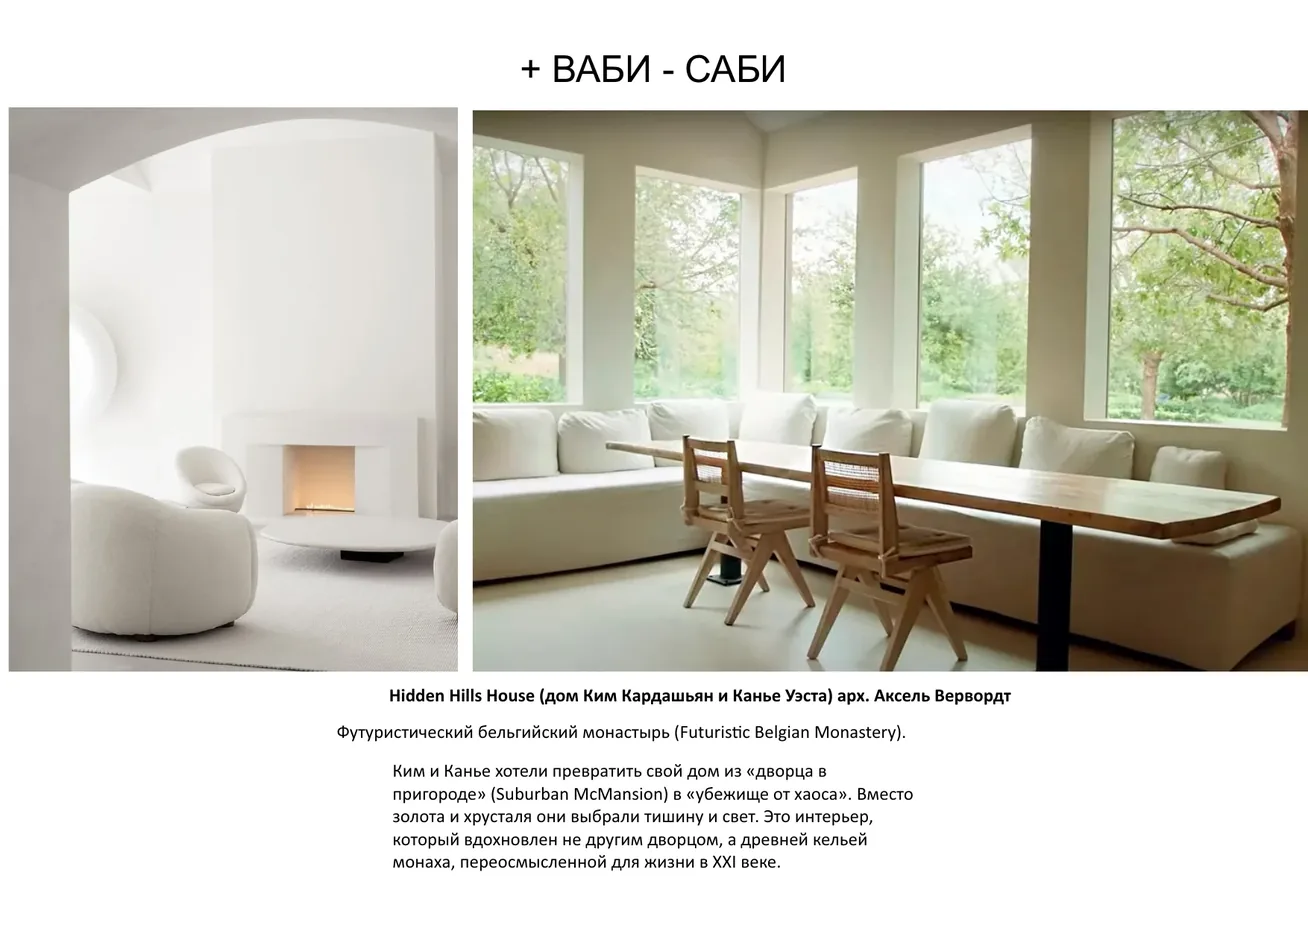 + ВАБИ - САБИ
Hidden Hills House (дом Ким Кардашьян и Канье Уэста) арх. Аксель Вервордт
Футуристический бельгийский монастырь (Futuristic Belgian Monastery).
Ким и Канье хотели превратить свой дом из «дворца в
пригороде» (Suburban McMansion) в «убежище от хаоса». Вместо
золота и хрусталя они выбрали тишину и свет. Это интерьер,
который вдохновлен не другим дворцом, а древней кельей
монаха, переосмысленной для жизни в XXI веке.